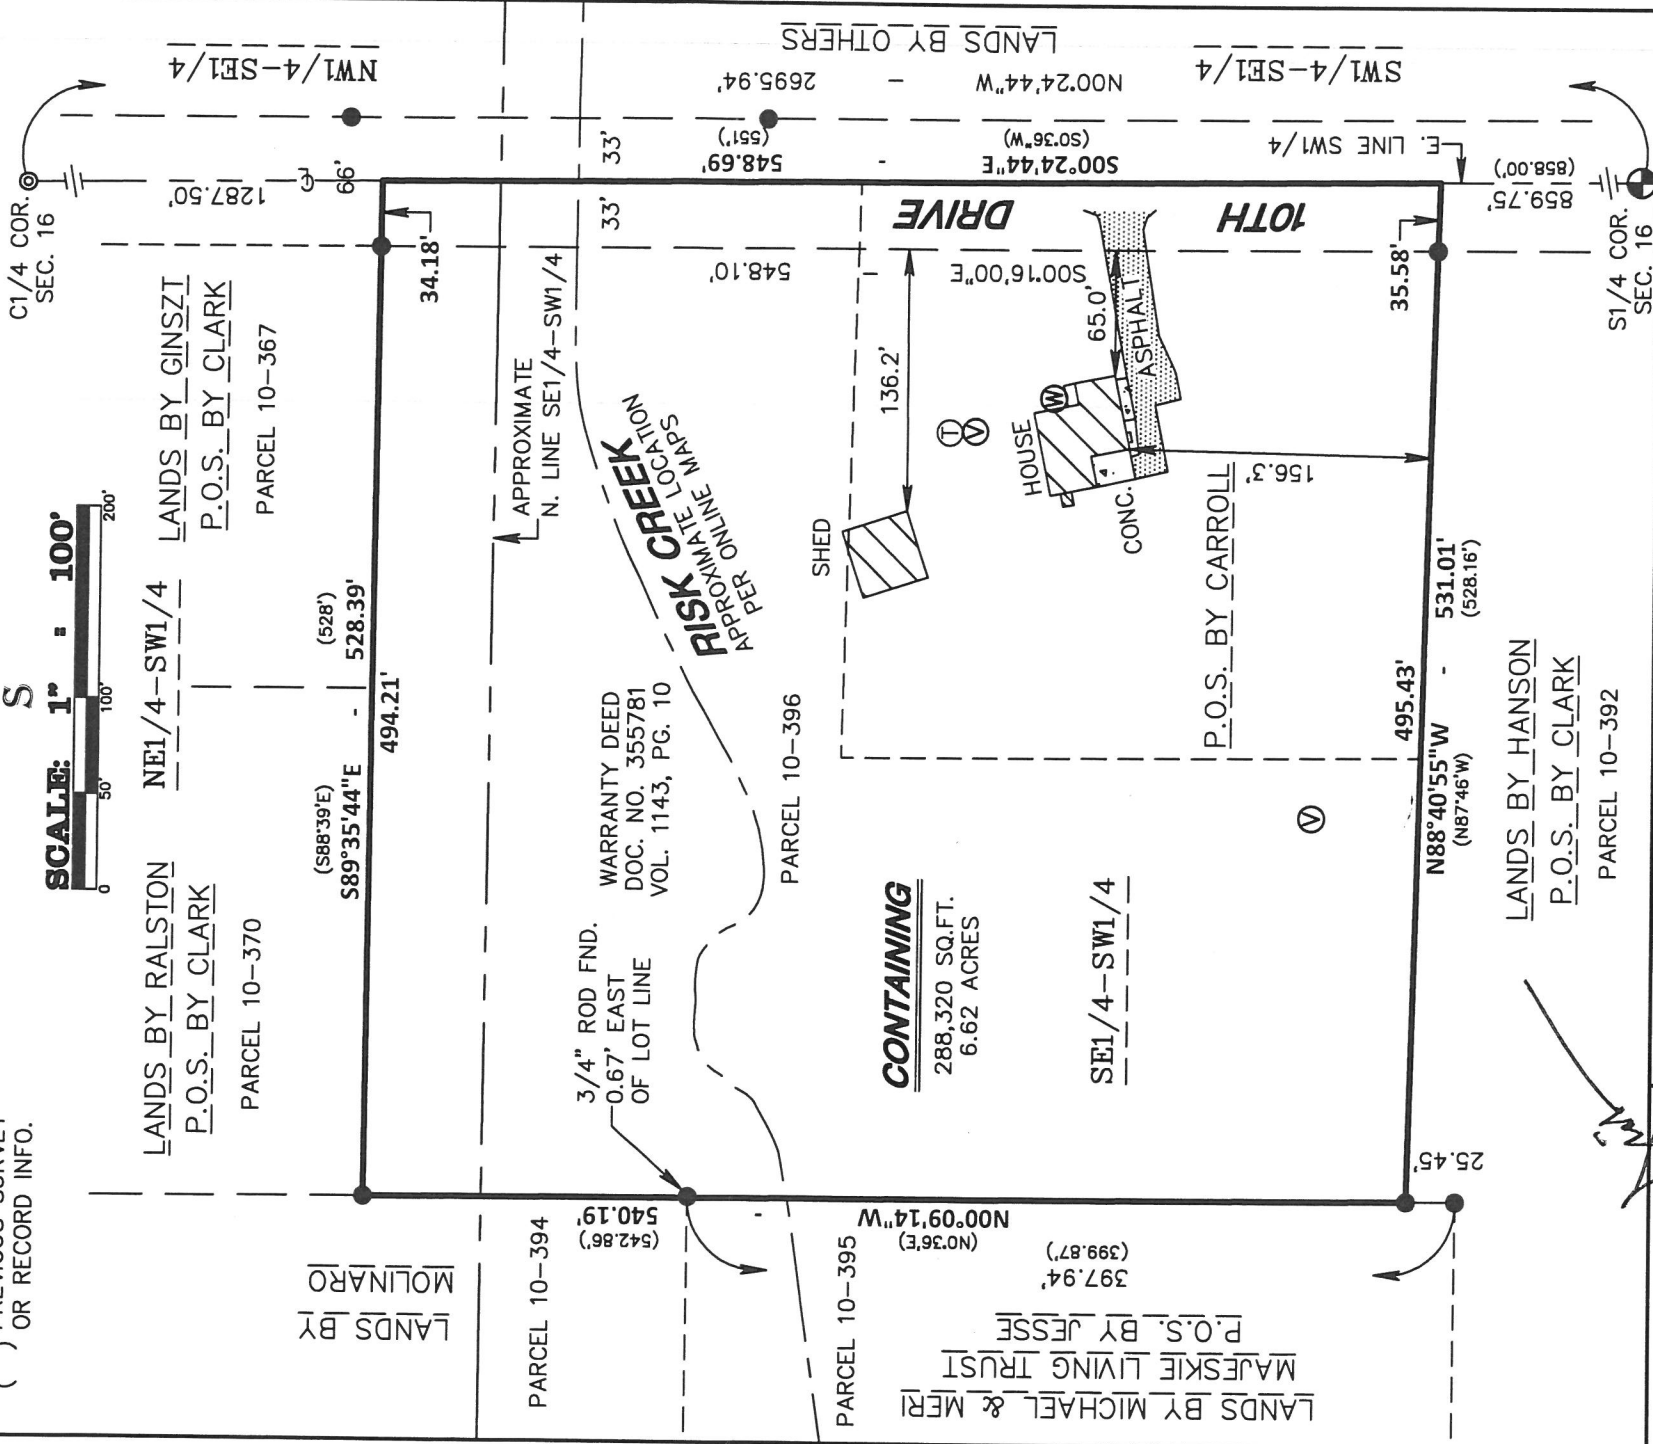 ( ) PREVIOUS SURVEY
OR RECORD INFO.
S
SCALE: 1" = 100'
0
50'
100'
200'
C1/4 COR.
SEC. 16
NW1/4-SE1/4
1287.50'
66'
33'
33'
LANDS BY RALSTON
P.O.S. BY CLARK
PARCEL 10-370
NE1/4-SW1/4
LANDS BY GINSZT
P.O.S. BY CLARK
PARCEL 10-367
(S88°39'E)
S89°35'44"E - 528.39'
(528')
494.21'
34.18'
APPROXIMATE
N. LINE SE1/4-SW1/4
RISK CREEK
APPROXIMATE LOCATION
PER ONLINE MAPS
WARRANTY DEED
DOC. NO. 355781
VOL. 1143, PG. 10
3/4" ROD FND.
0.67' EAST
OF LOT LINE
PARCEL 10-396
LANDS BY OTHERS
N00°24'44"W - 2695.94'
S00°24'44"E - 548.69'
(S0°36"W)
(551')
10TH DRIVE
S00°16'00"E - 548.10'
SW1/4-SE1/4
E. LINE SW1/4
859.75'
(858.00')
S1/4 COR.
SEC. 16
SHED
136.2'
T
V
HOUSE
W
65.0'
ASPHALT
CONC.
156.3'
P.O.S. BY CARROLL
CONTAINING
288,320 SQ.FT.
6.62 ACRES
SE1/4-SW1/4
V
35.58'
495.43'
N88°40'55"W - 531.01'
(N87°46'W)
(528.16')
LANDS BY HANSON
P.O.S. BY CLARK
PARCEL 10-392
25.45'
N00°09'14"W - 540.19'
(N0°36'E)
(542.86')
397.94'
(399.87')
LANDS BY
MOLINARO
PARCEL 10-394
PARCEL 10-395
LANDS BY MICHAEL & MERI
MAJESKIE LIVING TRUST
P.O.S. BY JESSE